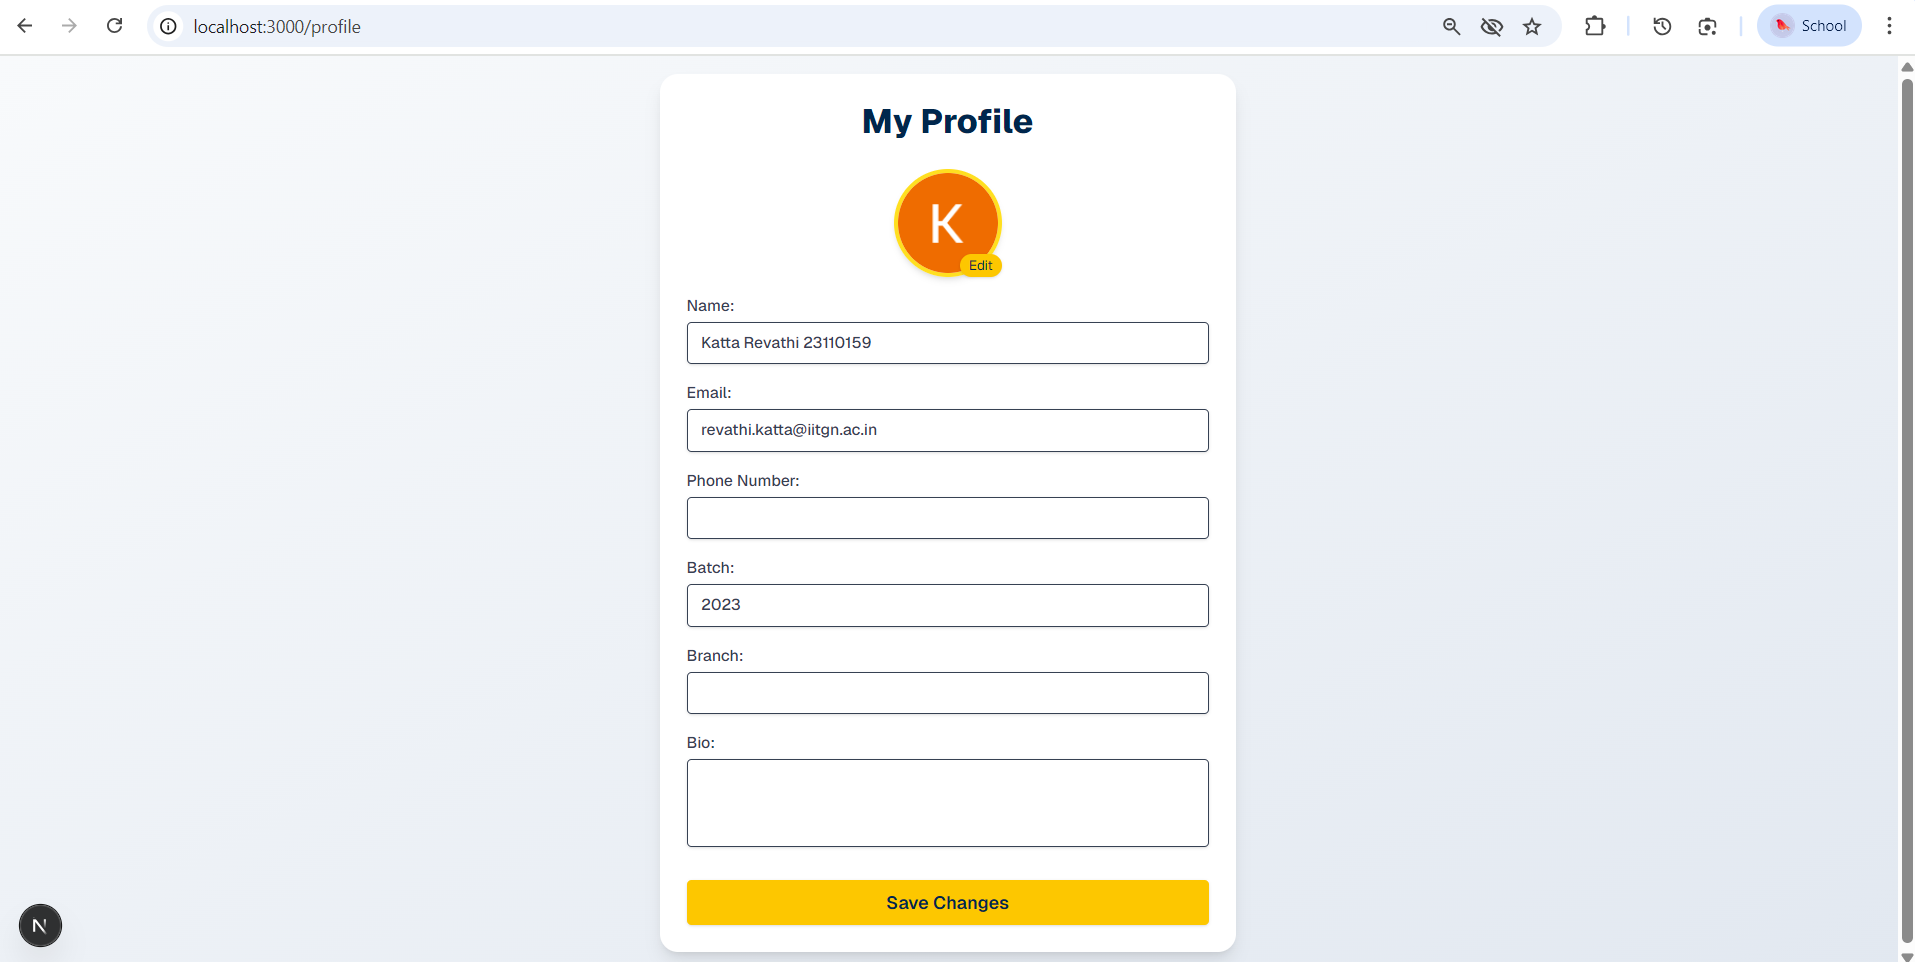 localhost:3000/profile
School
My Profile
K
Edit
Name:
Katta Revathi 23110159
Email:
revathi.katta@iitgn.ac.in
Phone Number:
Batch:
2023
Branch:
Bio:
Save Changes
N